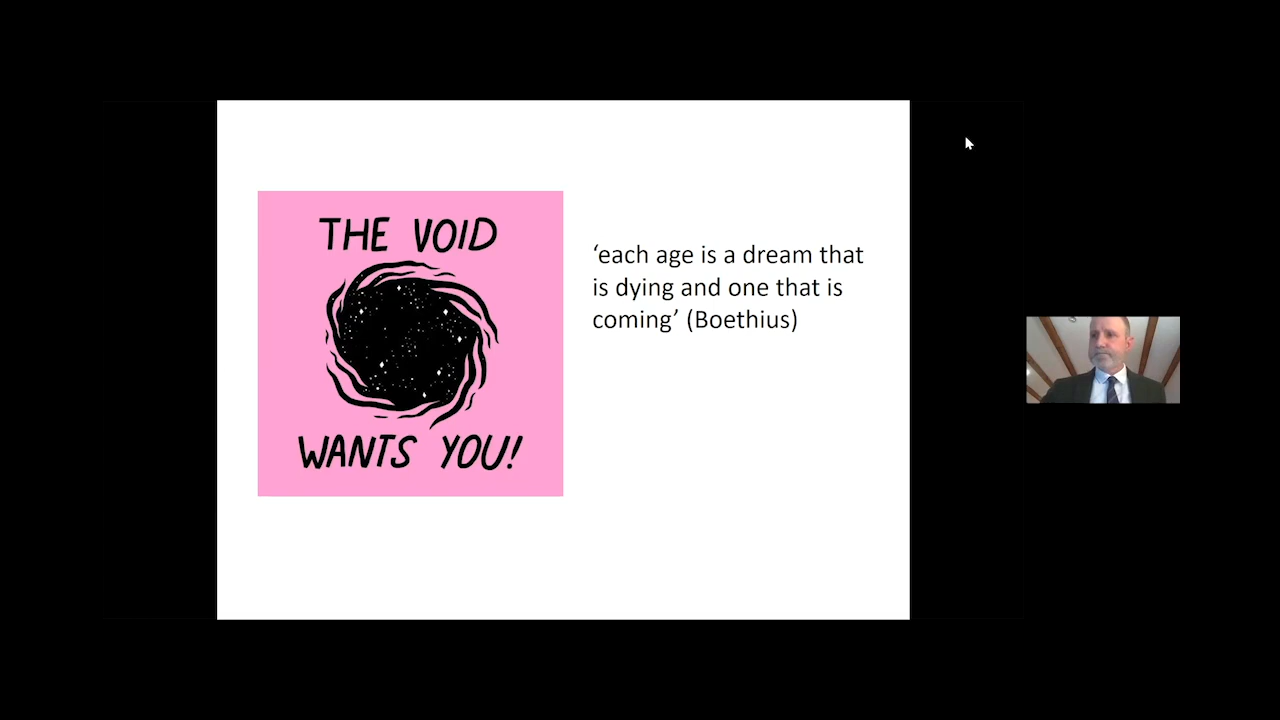 THE VOID
WANTS YOU!
‘each age is a dream that
is dying and one that is
coming’ (Boethius)